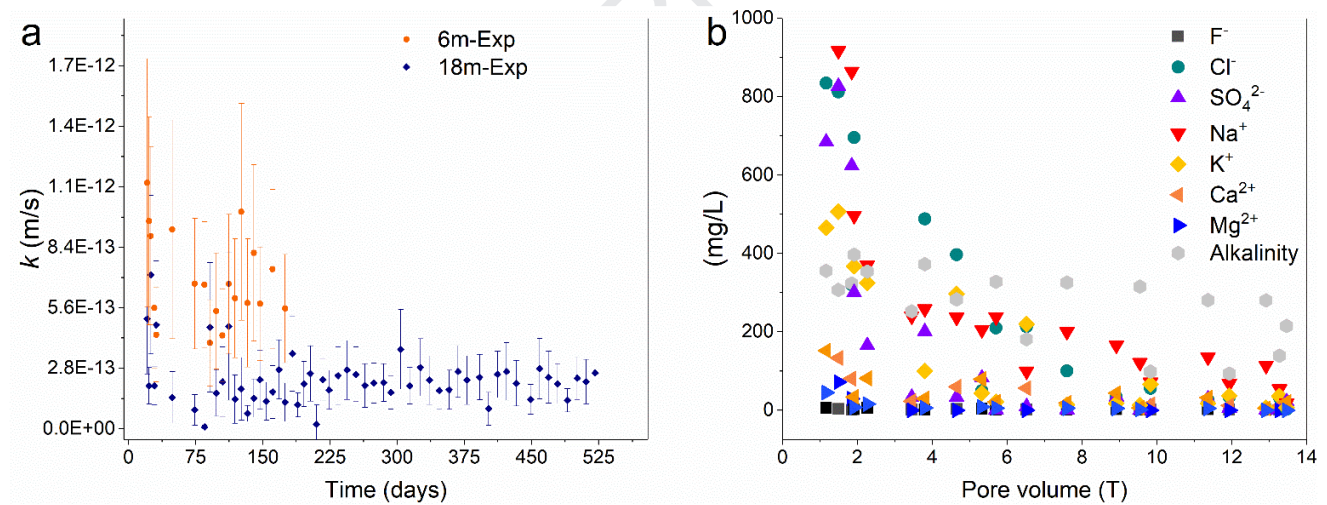 a
6m-Exp
18m-Exp
1.7E-12
1.4E-12
1.1E-12
8.4E-13
5.6E-13
2.8E-13
0.0E+00
k (m/s)
0 75 150 225 300 375 450 525
Time (days)
b
F⁻
Cl⁻
SO₄²⁻
Na⁺
K⁺
Ca²⁺
Mg²⁺
Alkalinity
1000
800
600
400
200
0
(mg/L)
0 2 4 6 8 10 12 14
Pore volume (T)